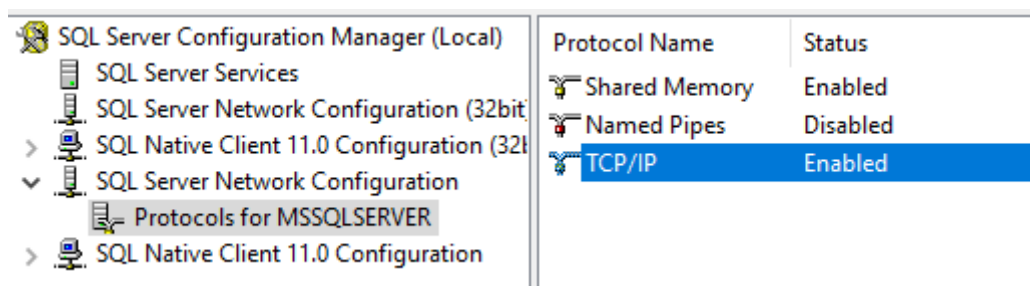 SQL Server Configuration Manager (Local)
SQL Server Services
SQL Server Network Configuration (32bit
SQL Native Client 11.0 Configuration (32
SQL Server Network Configuration
Protocols for MSSQLSERVER
SQL Native Client 11.0 Configuration
Protocol Name Status
Shared Memory Enabled
Named Pipes Disabled
TCP/IP Enabled